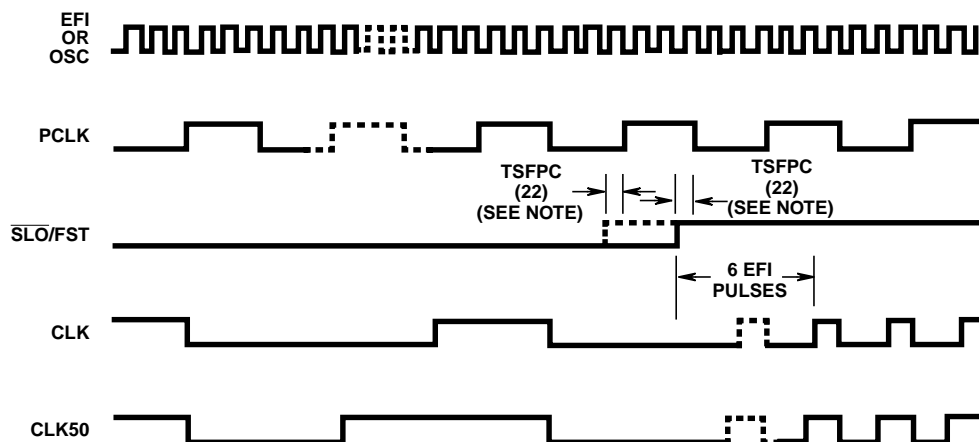 EFI
OR
OSC
PCLK
TSFPC
(22)
(SEE NOTE)
TSFPC
(22)
(SEE NOTE)
SLO/FST
6 EFI
PULSES
CLK
CLK50